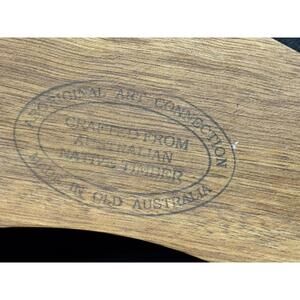 ABORIGINAL ART CONNECTION
CRAFTED FROM
AUSTRALIAN
NATIVE TIMBER
MADE IN QLD AUSTRALIA